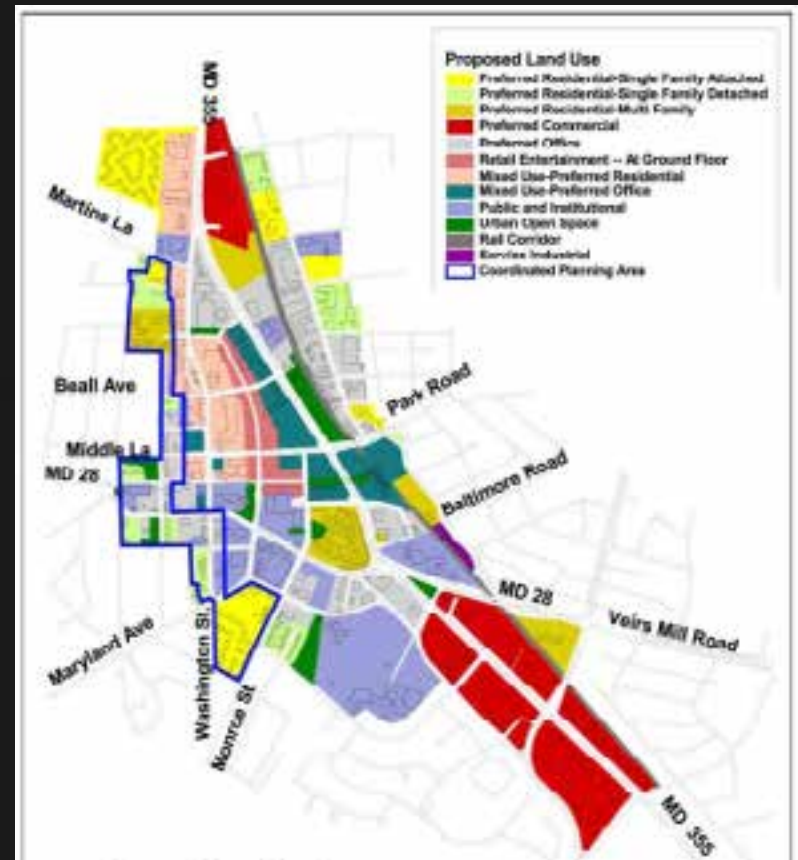 Proposed Land Use
Preferred Residential-Single Family Attached
Preferred Residential-Single Family Detached
Preferred Residential-Multi Family
Preferred Commercial
Preferred Office
Retail Entertainment -- At Ground Floor
Mixed Use-Preferred Residential
Mixed Use-Preferred Office
Public and Institutional
Urban Open Space
Rail Corridor
Service Industrial
Coordinated Planning Area
MD 355
Martins La
Beall Ave
Park Road
Middle La
MD 28
Baltimore Road
MD 28
Veirs Mill Road
Maryland Ave
Washington St.
Monroe St
MD 355